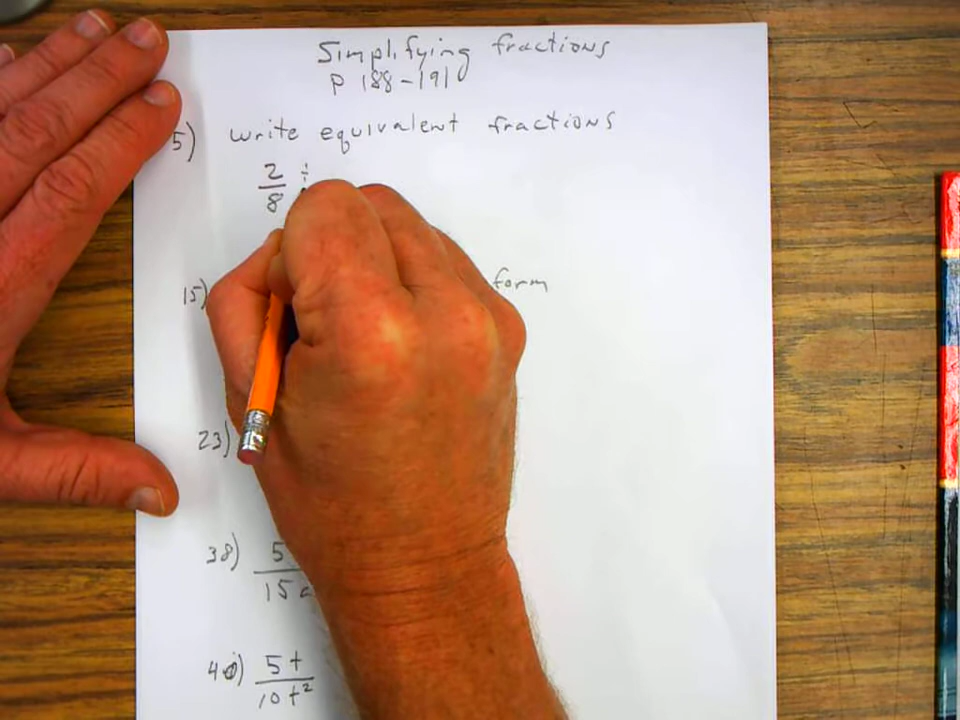 Simplifying fractions
p 188-191
5) write equivalent fractions
2/8 ÷
15) form
23)
38) 5/15
40) 5t/10t²